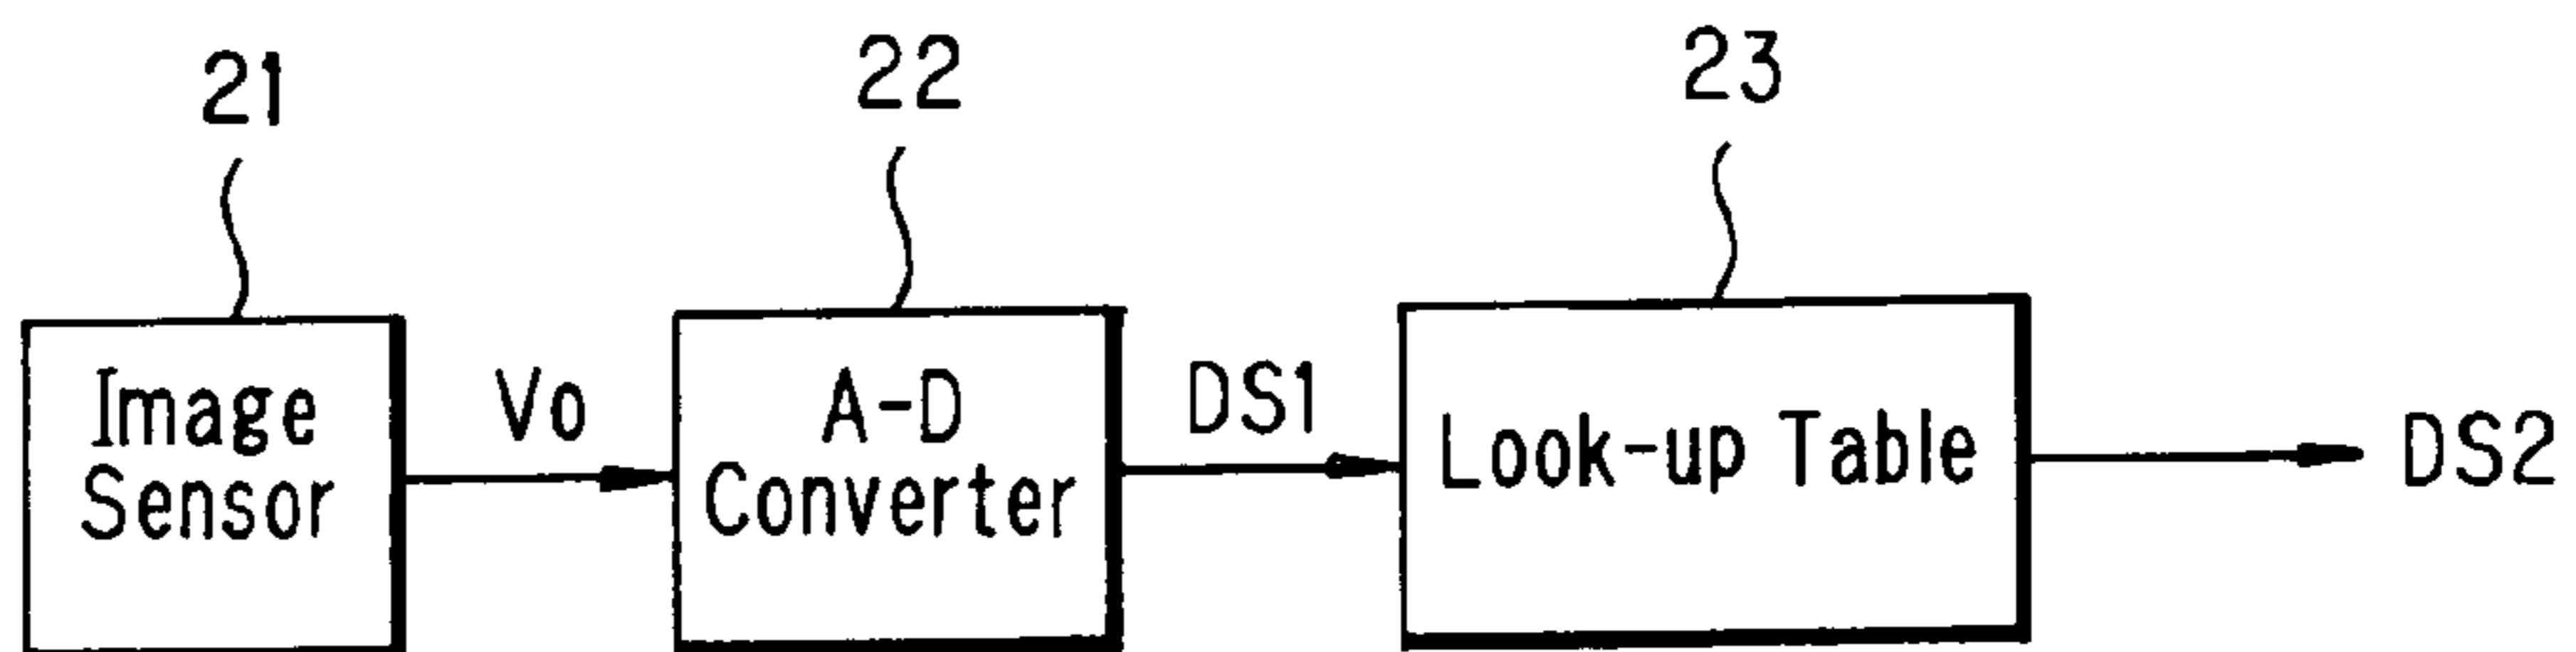 21
22
23
Image
Sensor
Vo
A-D
Converter
DS1
Look-up Table
DS2